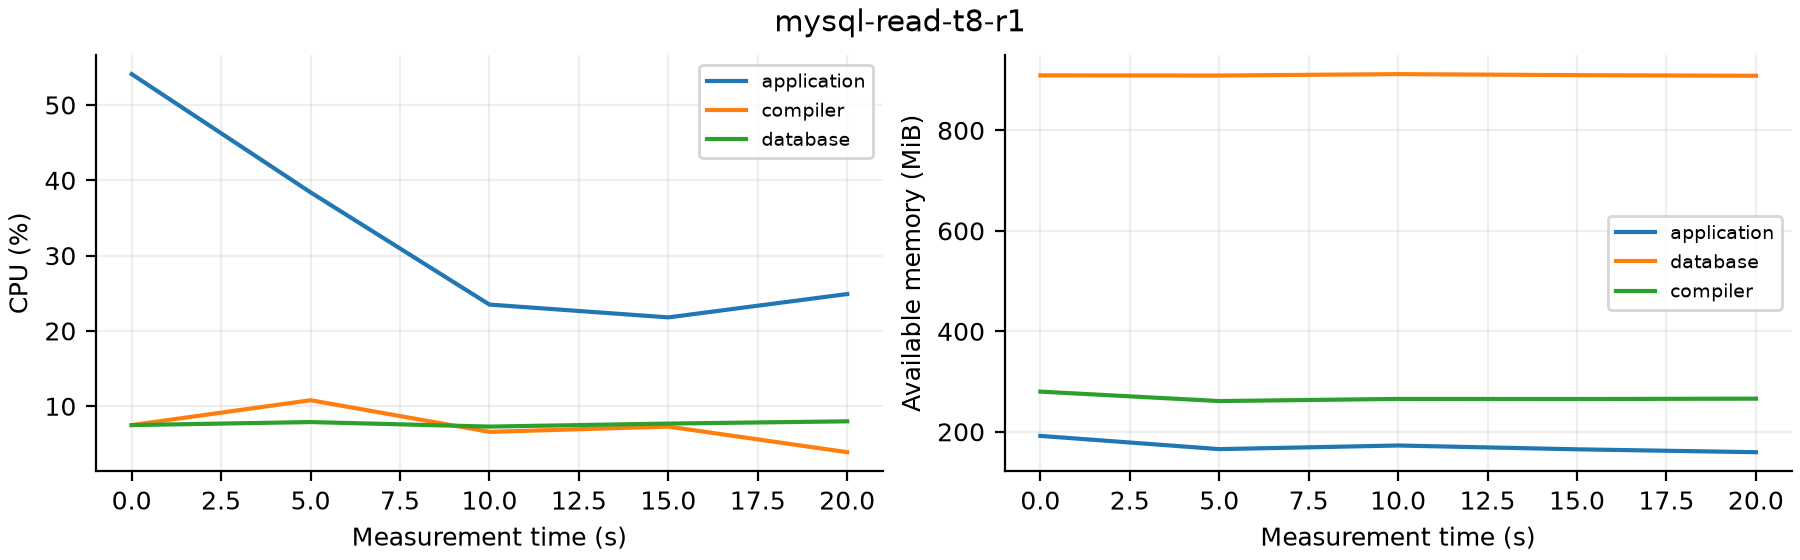 mysql-read-t8-r1
CPU (%)
50
40
30
20
10
application
compiler
database
0.0 2.5 5.0 7.5 10.0 12.5 15.0 17.5 20.0
Measurement time (s)
Available memory (MiB)
800
600
400
200
application
database
compiler
0.0 2.5 5.0 7.5 10.0 12.5 15.0 17.5 20.0
Measurement time (s)